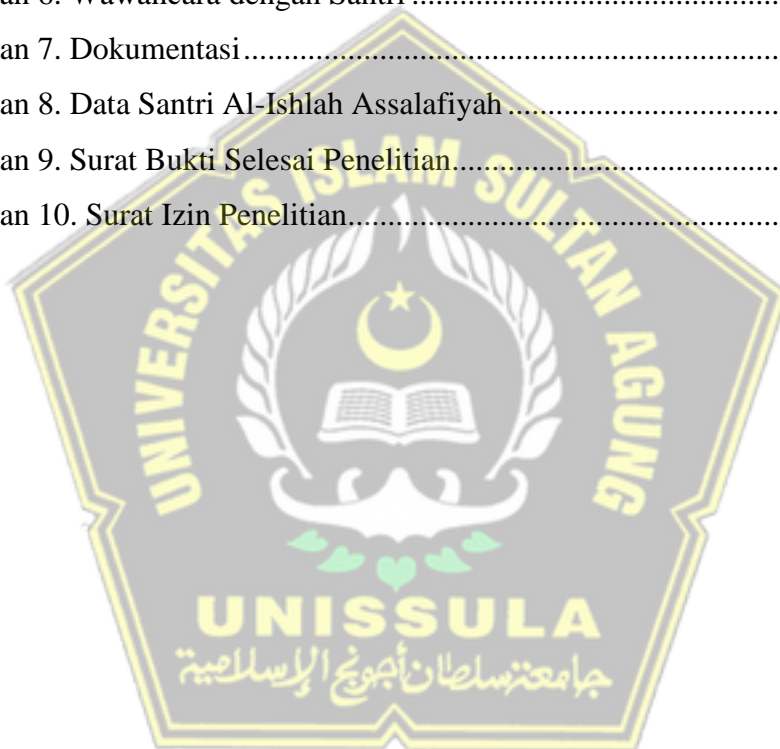 an 6. Wawancara dengan Santri ................................................
an 7. Dokumentasi................................................................
an 8. Data Santri Al-Ishlah Assalafiyah ..................................
an 9. Surat Bukti Selesai Penelitian..........................................
an 10. Surat Izin Penelitian........................................................
UNIVERSITAS ISLAM SULTAN AGUNG
UNISSULA
جامعة سلطان أجونج الإسلامية